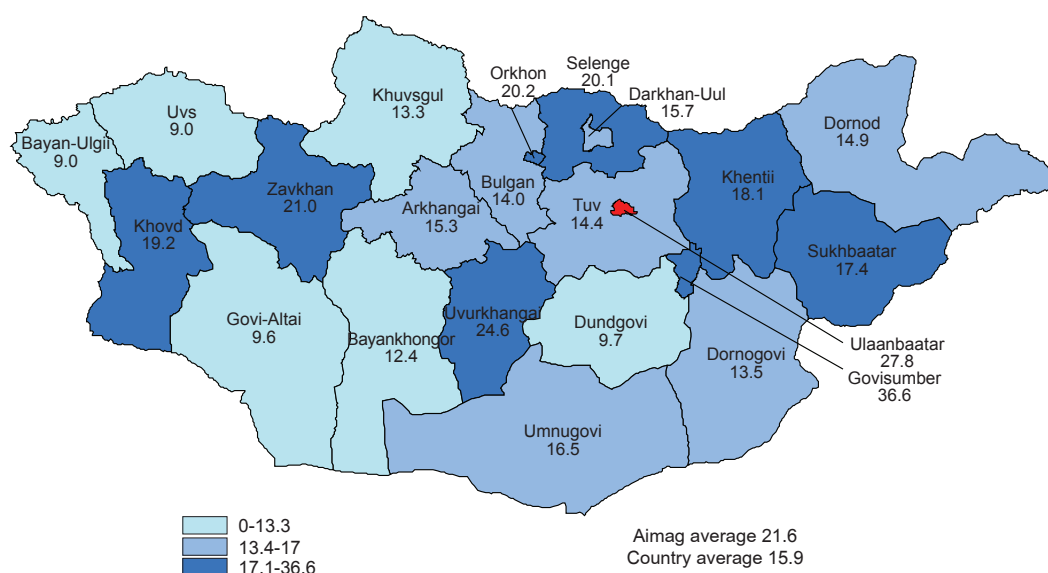 Orkhon
20.2
Selenge
20.1
Darkhan-Uul
15.7
Khuvsgul
13.3
Uvs
9.0
Bayan-Ulgii
9.0
Dornod
14.9
Zavkhan
21.0
Khovd
19.2
Arkhangai
15.3
Bulgan
14.0
Tuv
14.4
Khentii
18.1
Sukhbaatar
17.4
Govi-Altai
9.6
Bayankhongor
12.4
Uvurkhangai
24.6
Dundgovi
9.7
Dornogovi
13.5
Ulaanbaatar
27.8
Govisumber
36.6
Umnugovi
16.5
0-13.3
13.4-17
17.1-36.6
Aimag average 21.6
Country average 15.9